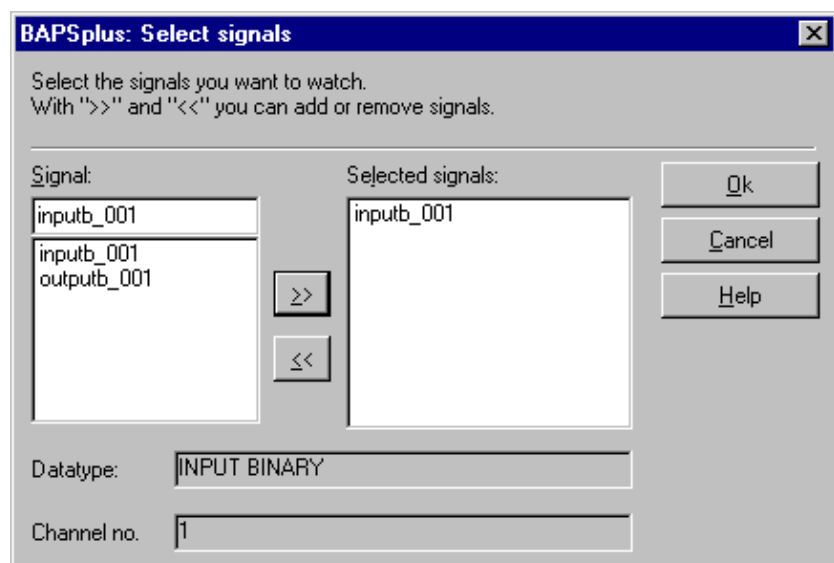 BAPSplus: Select signals
Select the signals you want to watch.
With ">>" and "<<" you can add or remove signals.
Signal:
inputb_001
inputb_001
outputb_001
>>
<<
Selected signals:
inputb_001
Ok
Cancel
Help
Datatype:
INPUT BINARY
Channel no.
1